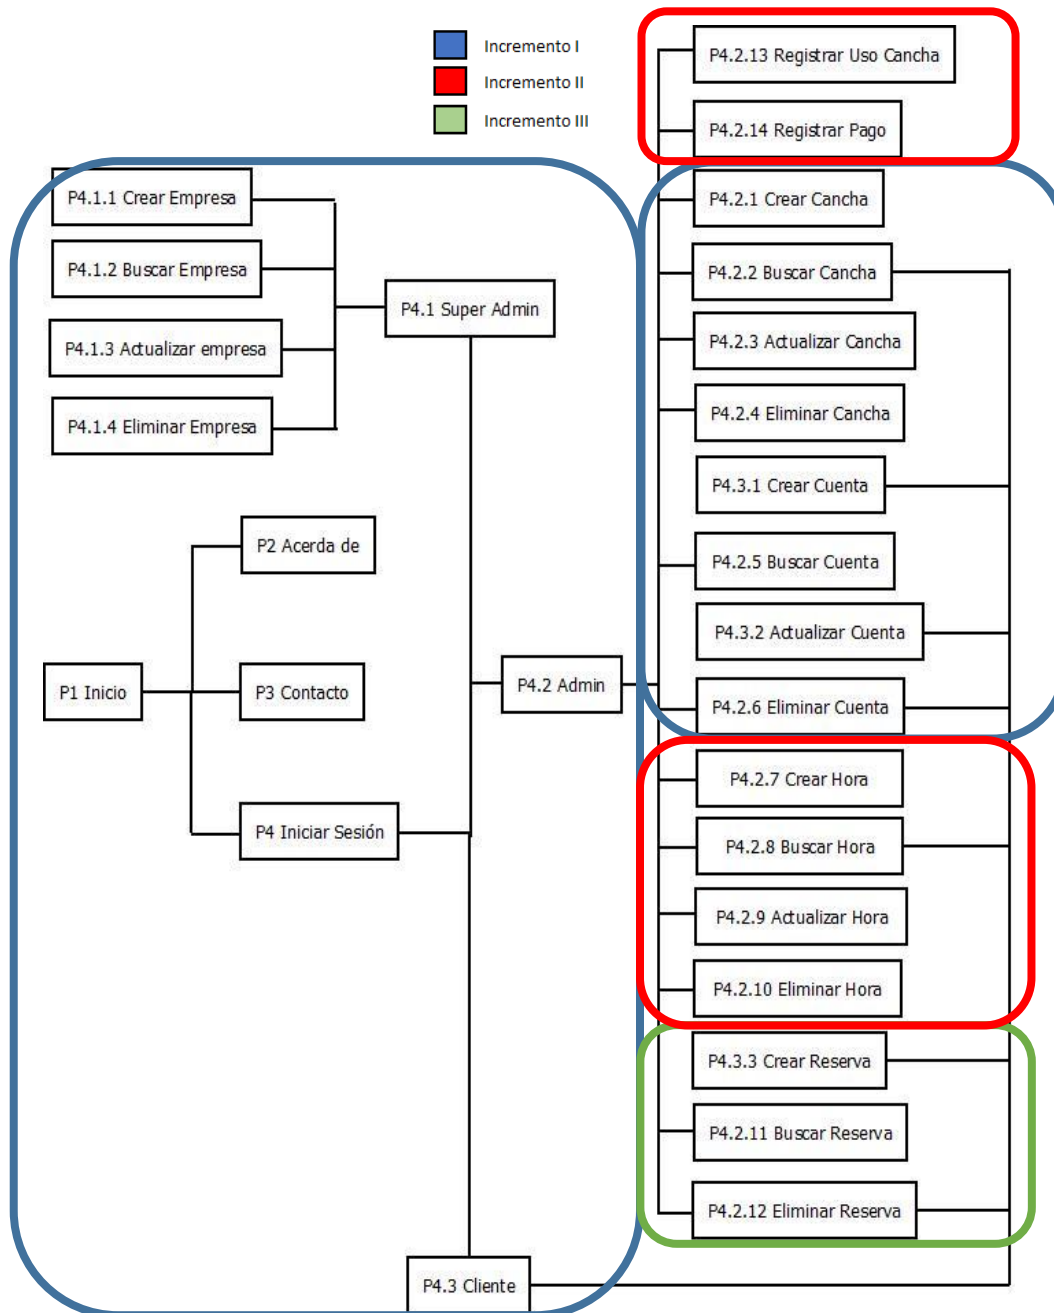 Incremento I
Incremento II
Incremento III
P4.2.13 Registrar Uso Cancha
P4.2.14 Registrar Pago
P4.1.1 Crear Empresa
P4.1.2 Buscar Empresa
P4.1.3 Actualizar empresa
P4.1.4 Eliminar Empresa
P4.1 Super Admin
P2 Acerda de
P1 Inicio
P3 Contacto
P4 Iniciar Sesión
P4.2 Admin
P4.3 Cliente
P4.2.1 Crear Cancha
P4.2.2 Buscar Cancha
P4.2.3 Actualizar Cancha
P4.2.4 Eliminar Cancha
P4.3.1 Crear Cuenta
P4.2.5 Buscar Cuenta
P4.3.2 Actualizar Cuenta
P4.2.6 Eliminar Cuenta
P4.2.7 Crear Hora
P4.2.8 Buscar Hora
P4.2.9 Actualizar Hora
P4.2.10 Eliminar Hora
P4.3.3 Crear Reserva
P4.2.11 Buscar Reserva
P4.2.12 Eliminar Reserva